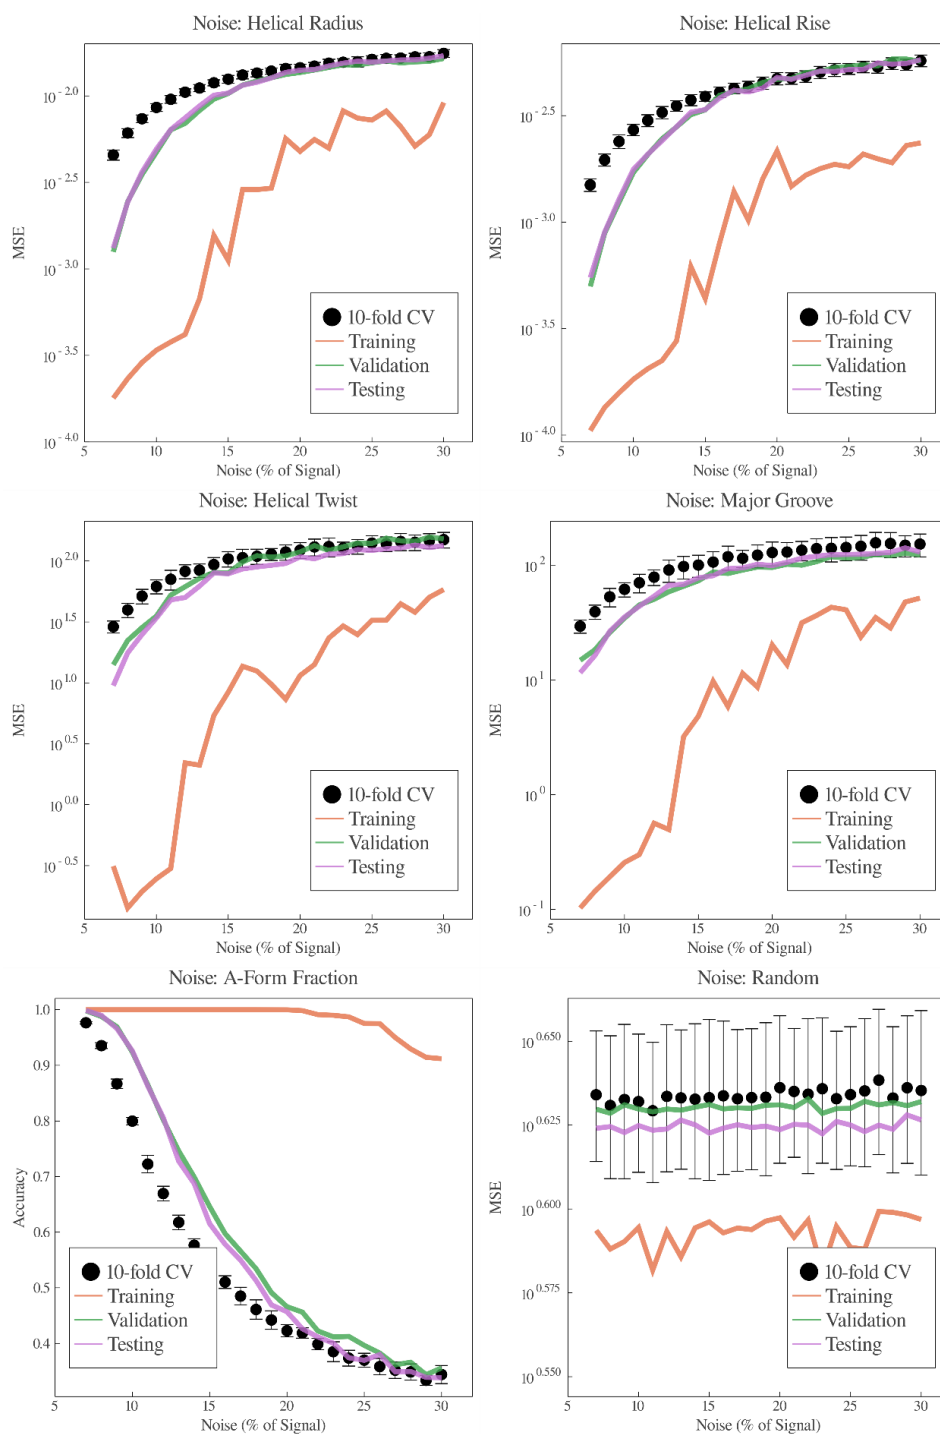 Noise: Helical Radius
MSE
10^-2.0
10^-2.5
10^-3.0
10^-3.5
10^-4.0
10-fold CV
Training
Validation
Testing
5 10 15 20 25 30
Noise (% of Signal)
Noise: Helical Rise
MSE
10^-2.5
10^-3.0
10^-3.5
10^-4.0
10-fold CV
Training
Validation
Testing
5 10 15 20 25 30
Noise (% of Signal)
Noise: Helical Twist
MSE
10^2.0
10^1.5
10^1.0
10^0.5
10^0.0
10^-0.5
10-fold CV
Training
Validation
Testing
5 10 15 20 25 30
Noise (% of Signal)
Noise: Major Groove
MSE
10^2
10^1
10^0
10^-1
10-fold CV
Training
Validation
Testing
5 10 15 20 25 30
Noise (% of Signal)
Noise: A-Form Fraction
Accuracy
1.0
0.9
0.8
0.7
0.6
0.5
0.4
10-fold CV
Training
Validation
Testing
5 10 15 20 25 30
Noise (% of Signal)
Noise: Random
MSE
10^0.650
10^0.625
10^0.600
10^0.575
10^0.550
10-fold CV
Training
Validation
Testing
5 10 15 20 25 30
Noise (% of Signal)